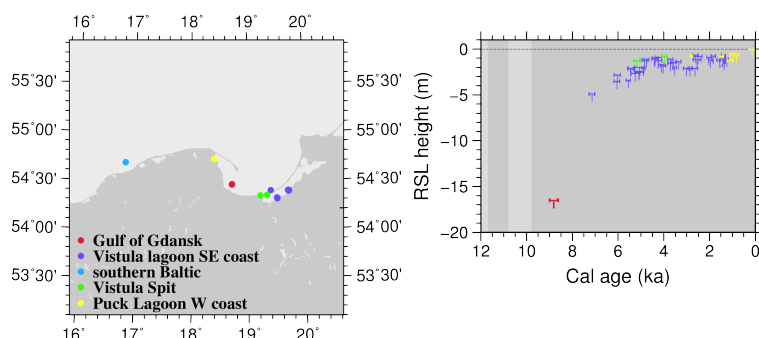 16˚ 17˚ 18˚ 19˚ 20˚
55˚30' 55˚30'
55˚00' 55˚00'
54˚30' 54˚30'
54˚00' 54˚00'
53˚30' 53˚30'
Gulf of Gdansk
Vistula lagoon SE coast
southern Baltic
Vistula Spit
Puck Lagoon W coast
16˚ 17˚ 18˚ 19˚ 20˚
RSL height (m)
0
−5
−10
−15
−20
12 10 8 6 4 2 0
Cal age (ka)